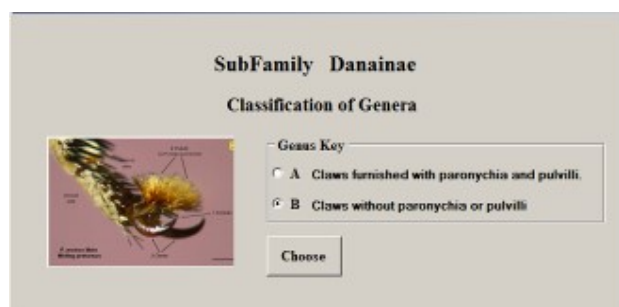 SubFamily Danainae
Classification of Genera
Genus Key
A Claws furnished with paronychia and pulvilli.
B Claws without paronychia or pulvilli
Choose